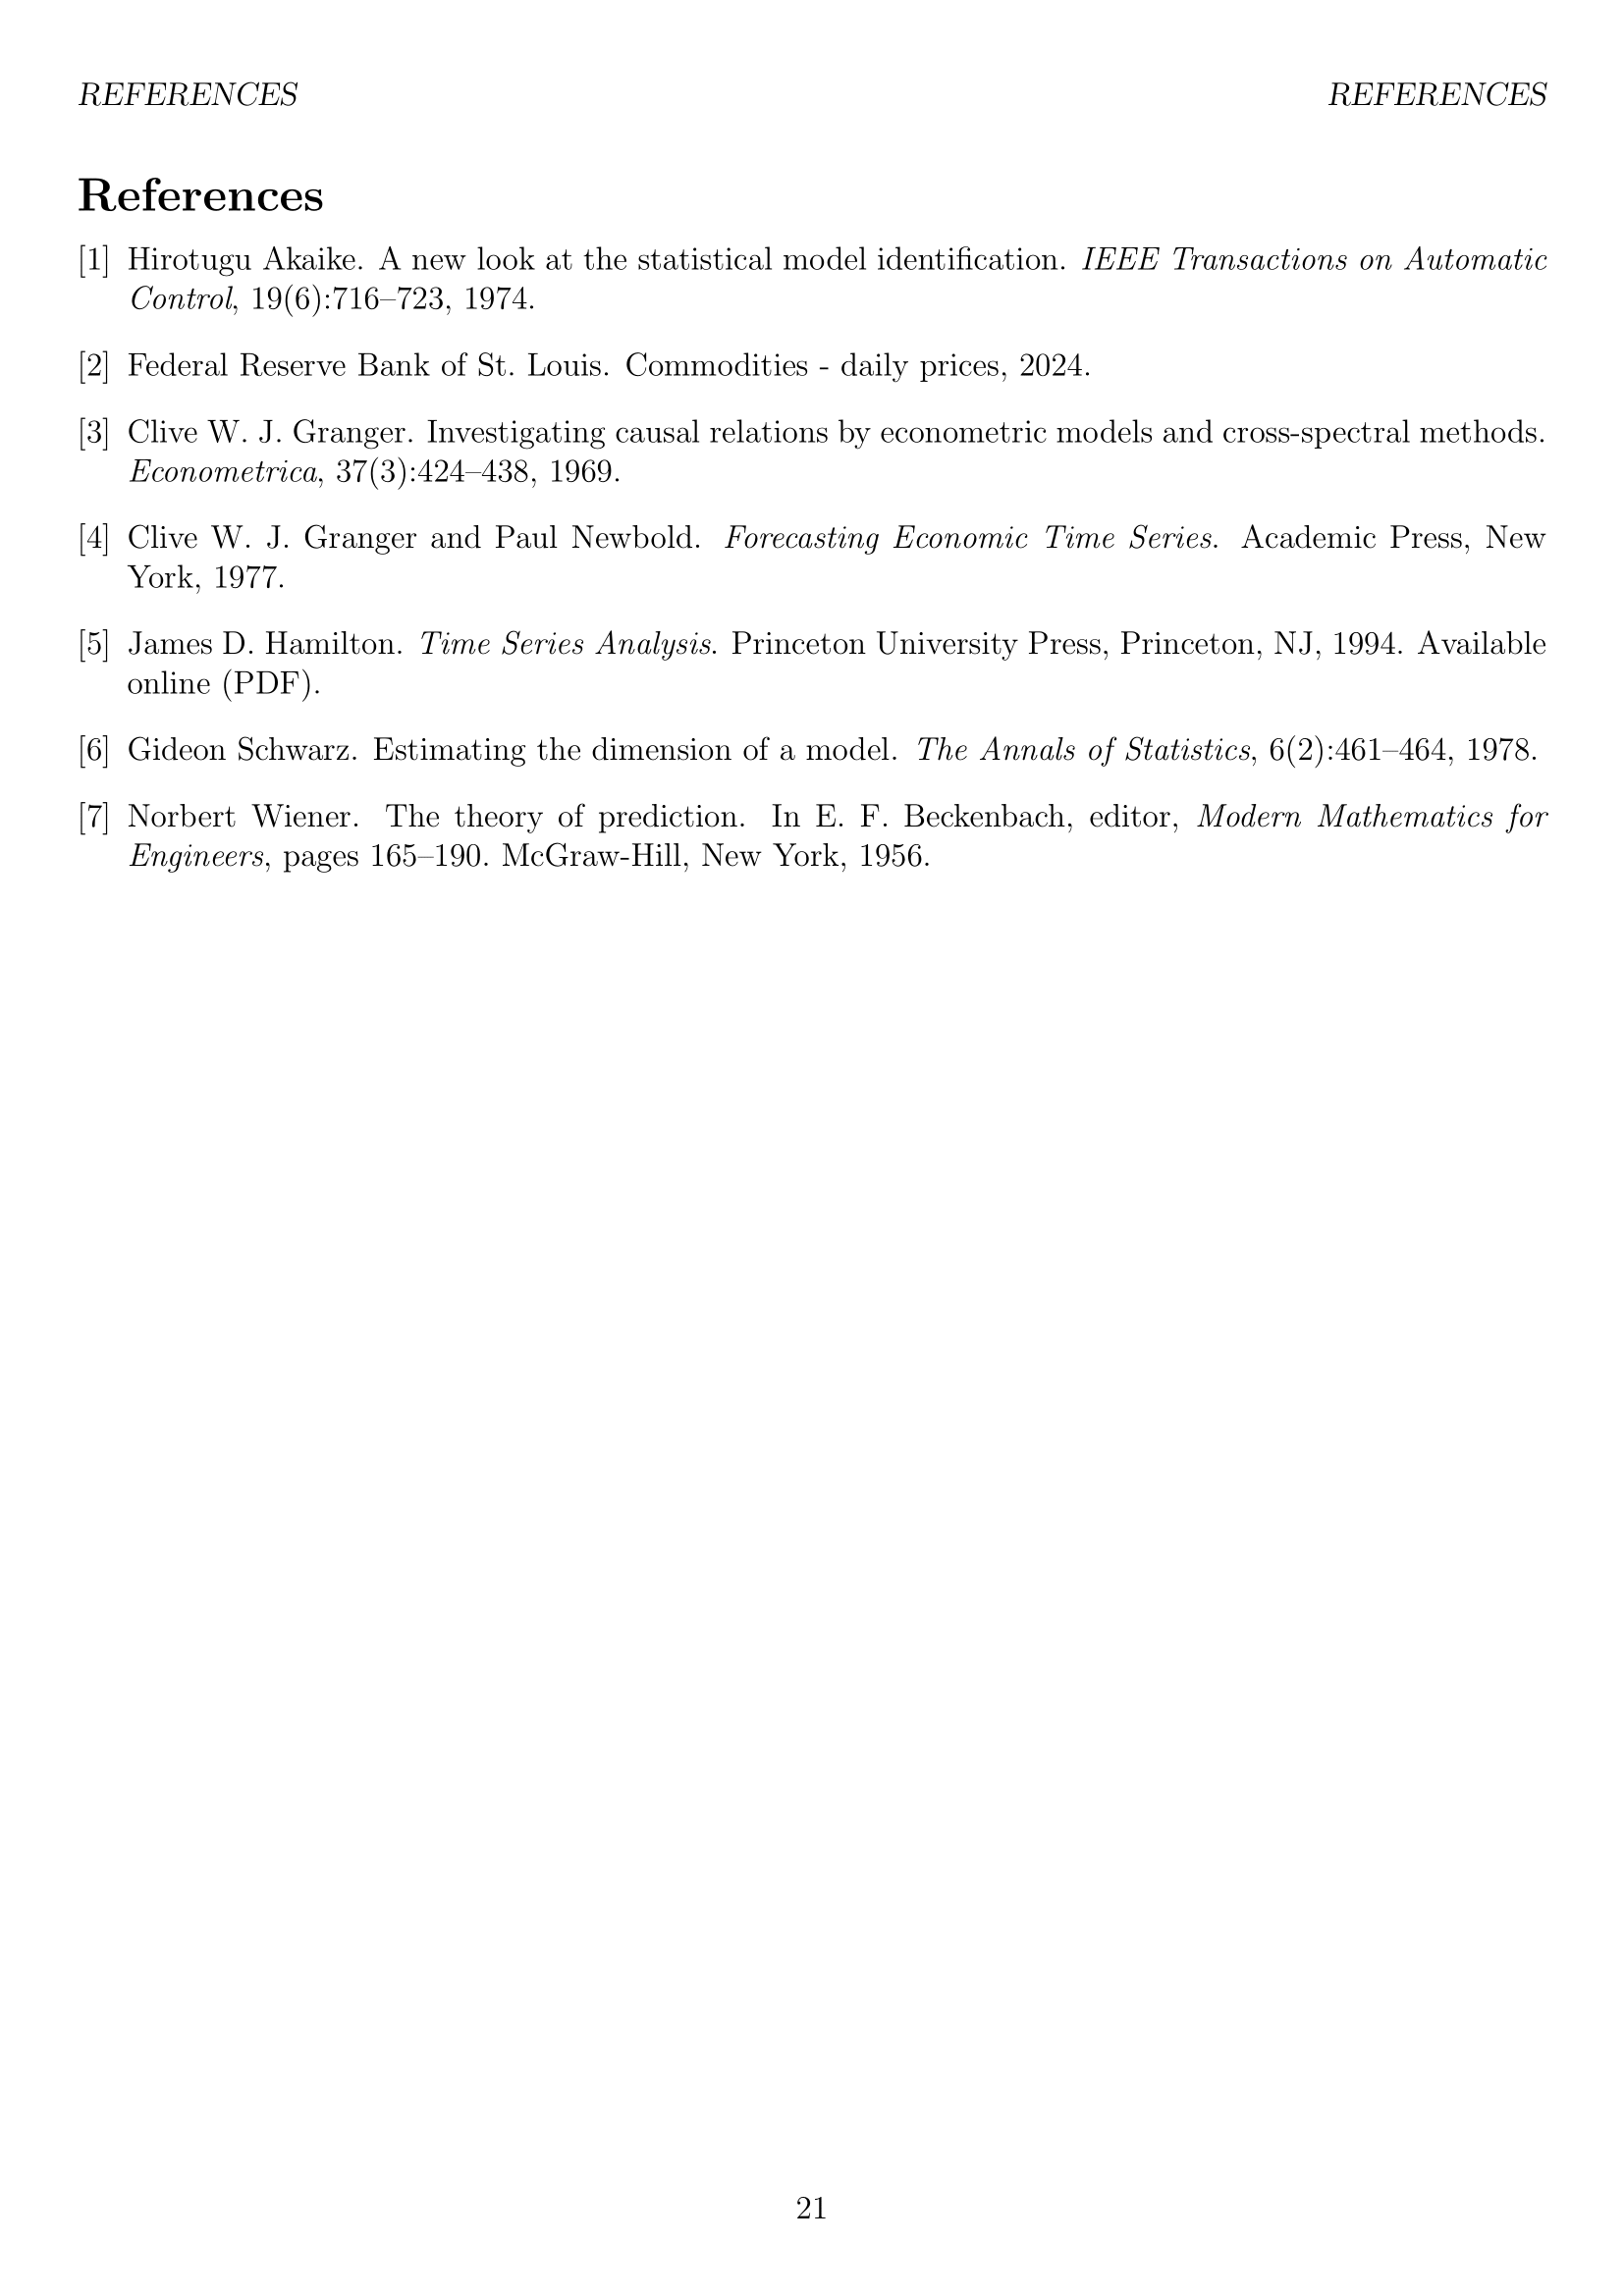 REFERENCES REFERENCES
References
[1] Hirotugu Akaike. A new look at the statistical model identification. IEEE Transactions on Automatic
Control, 19(6):716–723, 1974.
[2] Federal Reserve Bank of St. Louis. Commodities - daily prices, 2024.
[3] Clive W. J. Granger. Investigating causal relations by econometric models and cross-spectral methods.
Econometrica, 37(3):424–438, 1969.
[4] Clive W. J. Granger and Paul Newbold. Forecasting Economic Time Series. Academic Press, New
York, 1977.
[5] James D. Hamilton. Time Series Analysis. Princeton University Press, Princeton, NJ, 1994. Available
online (PDF).
[6] Gideon Schwarz. Estimating the dimension of a model. The Annals of Statistics, 6(2):461–464, 1978.
[7] Norbert Wiener. The theory of prediction. In E. F. Beckenbach, editor, Modern Mathematics for
Engineers, pages 165–190. McGraw-Hill, New York, 1956.
21